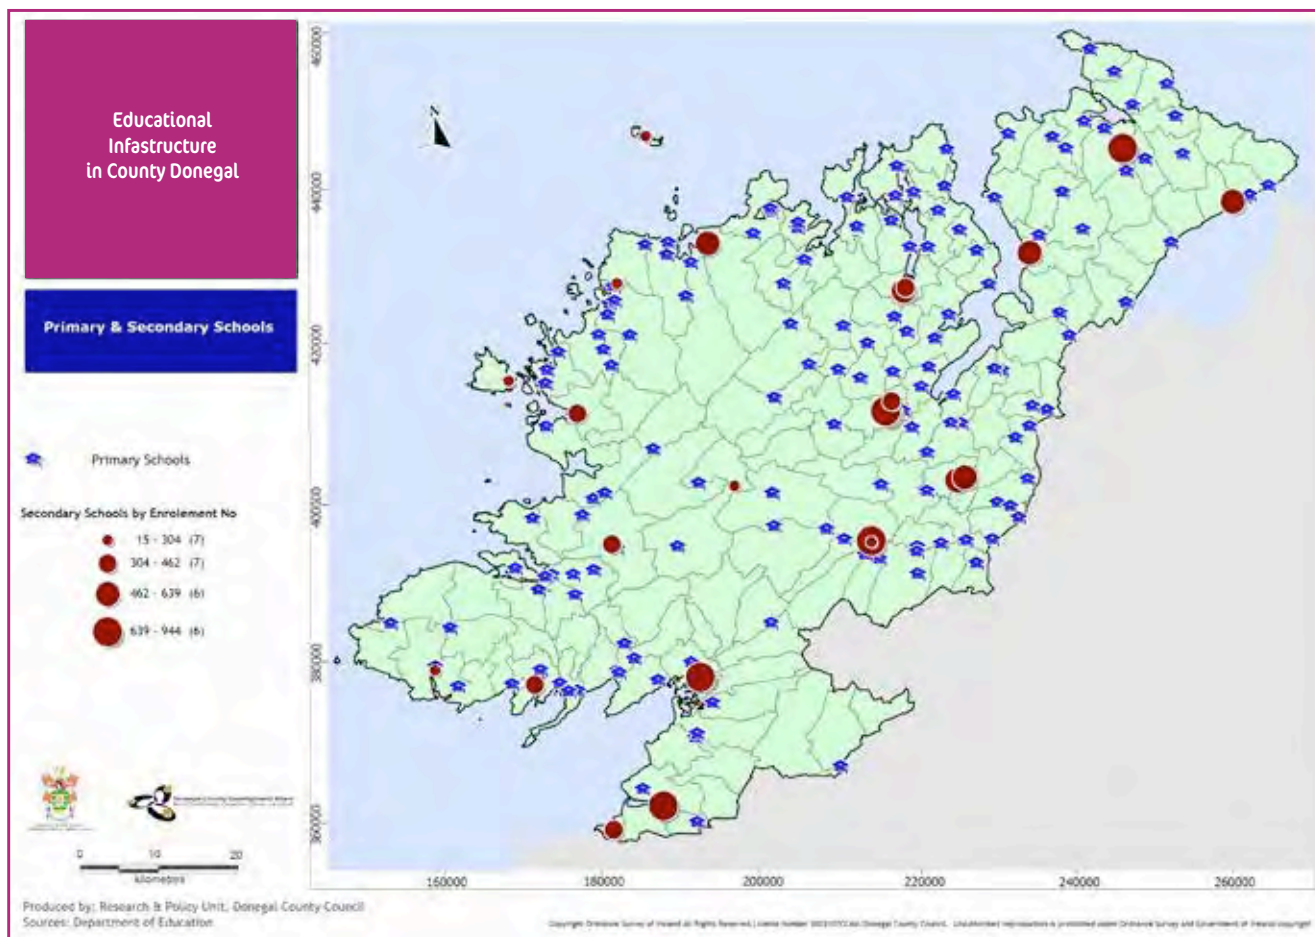 Educational
Infastructure
in County Donegal
Primary & Secondary Schools
Primary Schools
Secondary Schools by Enrolement No
15 - 304 (7)
304 - 462 (7)
462 - 639 (6)
639 - 944 (6)
0 10 20
kilometres
Produced by: Research & Policy Unit, Donegal County Council
Sources: Department of Education
N
460000
440000
420000
400000
380000
360000
160000 180000 200000 220000 240000 260000